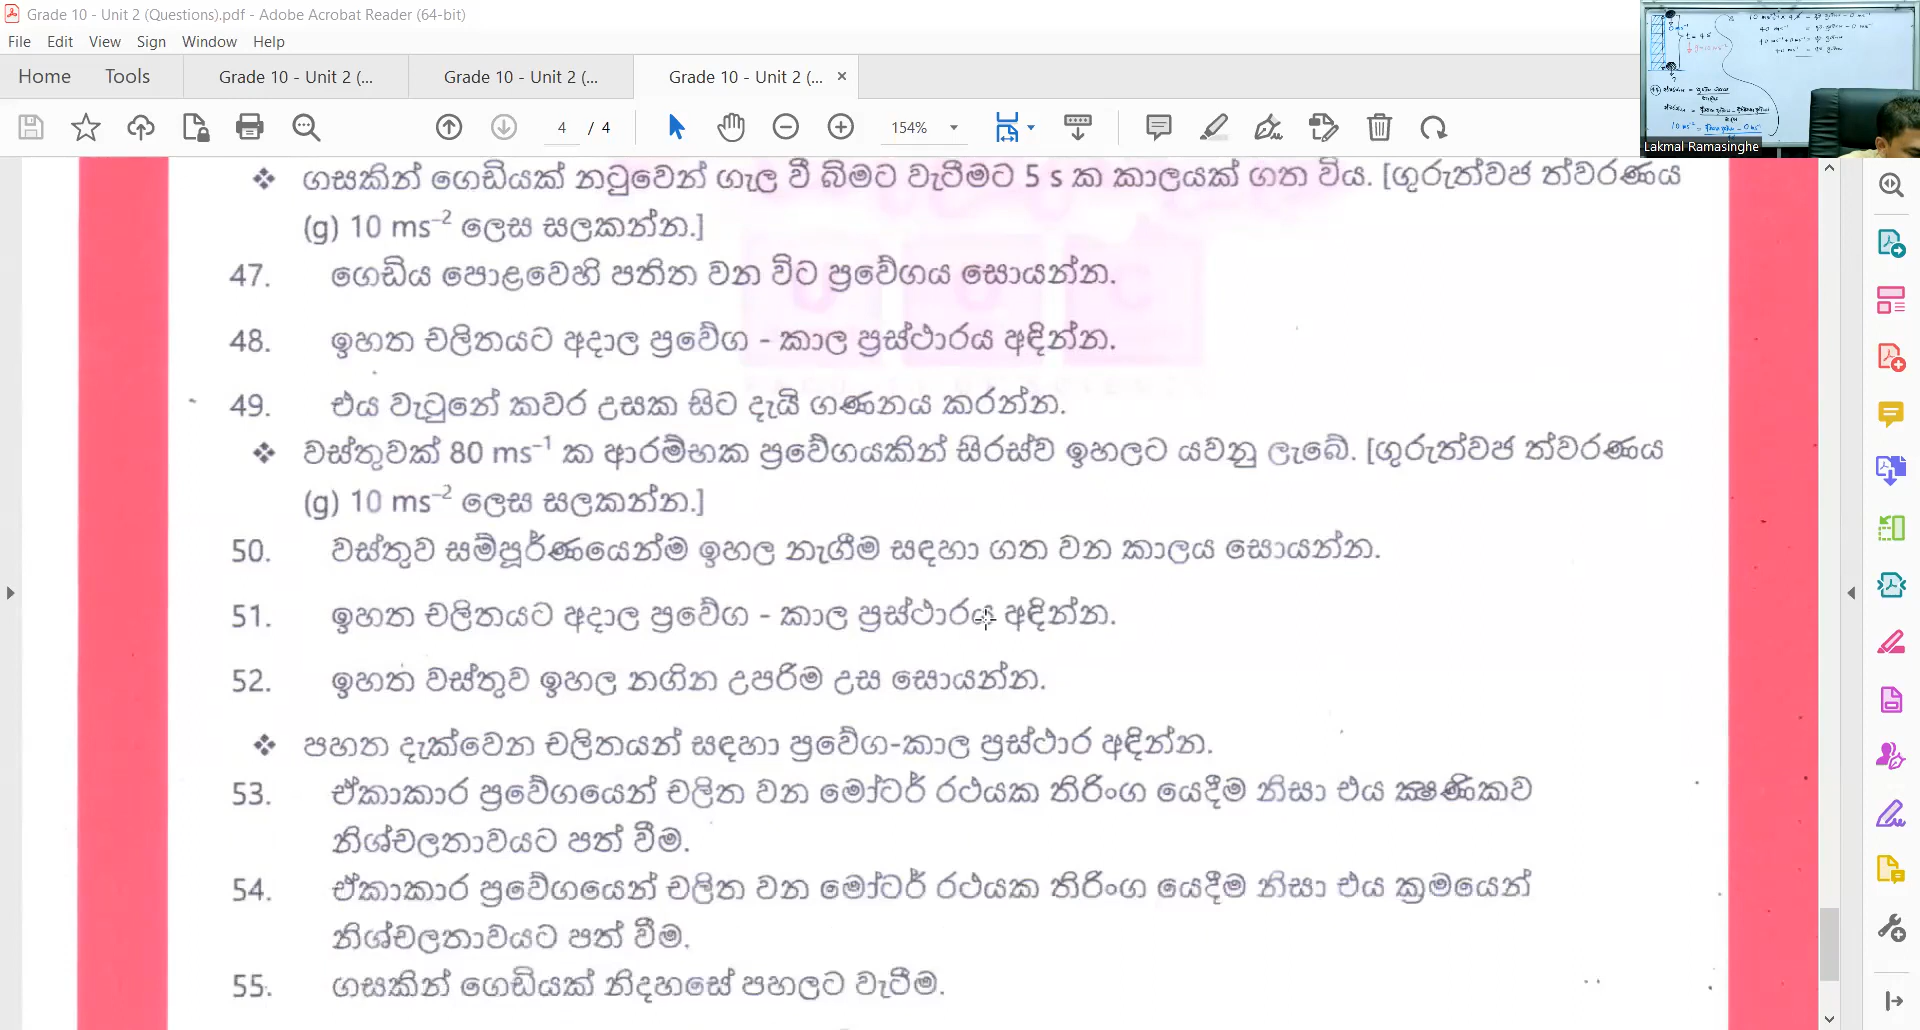 Grade 10 - Unit 2 (Questions).pdf - Adobe Acrobat Reader (64-bit)
File Edit View Sign Window Help
Home Tools Grade 10 - Unit 2 (... Grade 10 - Unit 2 (... Grade 10 - Unit 2 (... ×
4 / 4 154%
Lakmal Ramasinghe
❖ ගසකින් ගෙඩියක් නටුවෙන් ගැල වී බිමට වැටීමට 5 s ක කාලයක් ගත විය. [ගුරුත්වජ ත්වරණය
(g) 10 ms⁻² ලෙස සලකන්න.]
47. ගෙඩිය පොළවෙහි පතිත වන විට ප්‍රවේගය සොයන්න.
48. ඉහත චලිතයට අදාල ප්‍රවේග - කාල ප්‍රස්ථාරය අඳින්න.
49. එය වැටුනේ කවර උසක සිට දැයි ගණනය කරන්න.
❖ වස්තුවක් 80 ms⁻¹ ක ආරම්භක ප්‍රවේගයකින් සිරස්ව ඉහලට යවනු ලැබේ. [ගුරුත්වජ ත්වරණය
(g) 10 ms⁻² ලෙස සලකන්න.]
50. වස්තුව සම්පූර්ණයෙන්ම ඉහල නැගීම සඳහා ගත වන කාලය සොයන්න.
51. ඉහත චලිතයට අදාල ප්‍රවේග - කාල ප්‍රස්ථාරය අඳින්න.
52. ඉහත වස්තුව ඉහල නගින උපරිම උස සොයන්න.
❖ පහත දැක්වෙන චලිතයන් සඳහා ප්‍රවේග-කාල ප්‍රස්ථාර අඳින්න.
53. ඒකාකාර ප්‍රවේගයෙන් චලිත වන මෝටර් රථයක තිරිංග යෙදීම නිසා එය ක්‍ෂණිකව
නිශ්චලතාවයට පත් වීම.
54. ඒකාකාර ප්‍රවේගයෙන් චලිත වන මෝටර් රථයක තිරිංග යෙදීම නිසා එය ක්‍රමයෙන්
නිශ්චලතාවයට පත් වීම.
55. ගසකින් ගෙඩියක් නිදහසේ පහලට වැටීම.